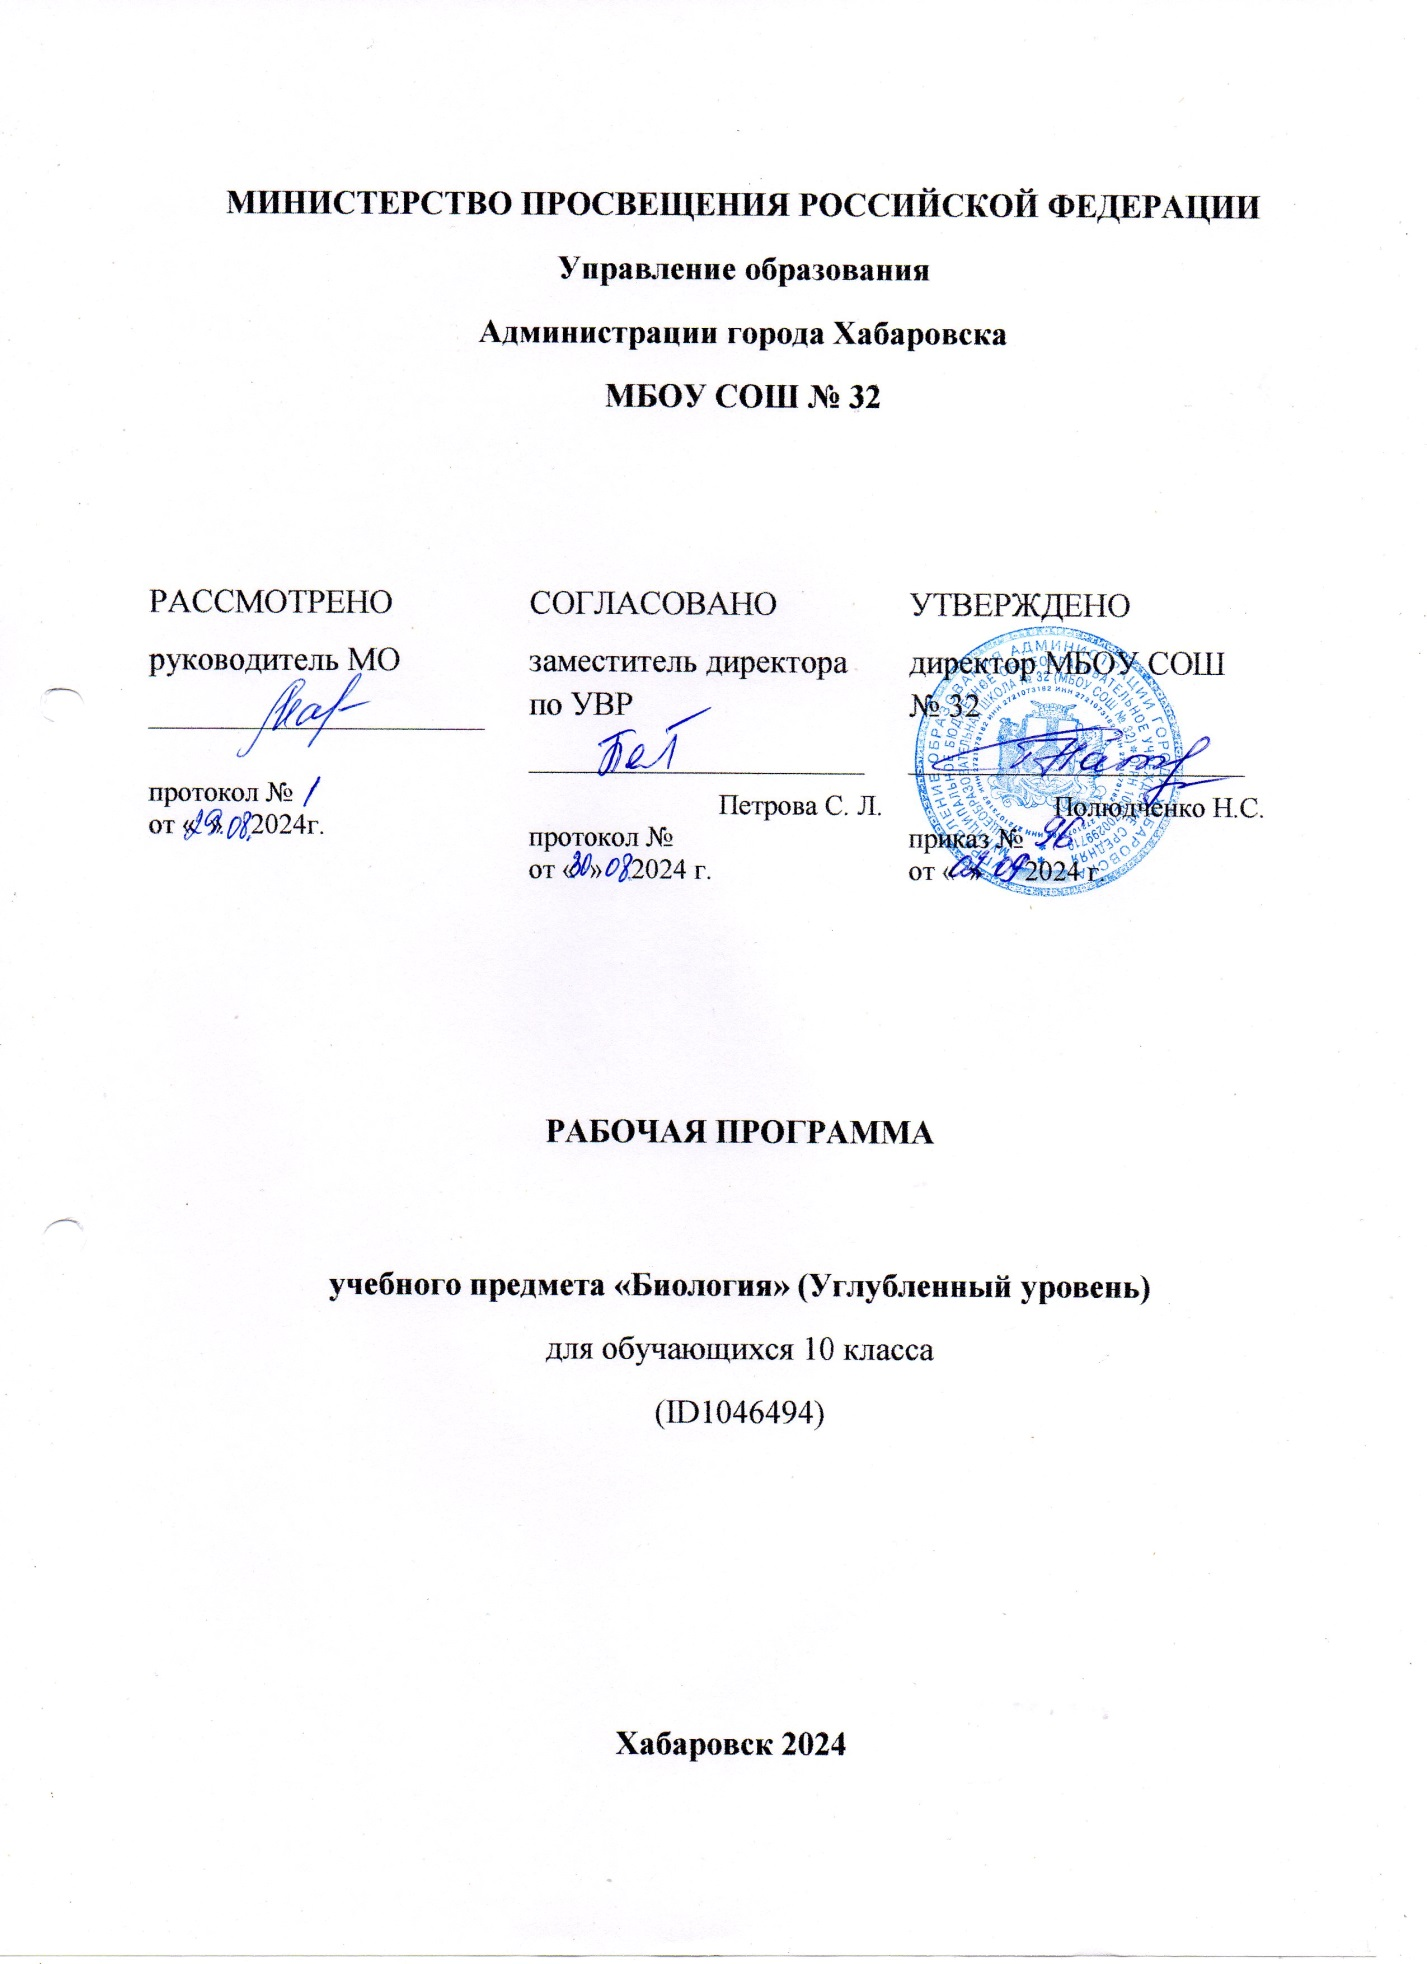 МИНИСТЕРСТВО ПРОСВЕЩЕНИЯ РОССИЙСКОЙ ФЕДЕРАЦИИ
Управление образования
Администрации города Хабаровска
МБОУ СОШ № 32
РАССМОТРЕНО
руководитель МО
протокол № 1
от «29» 08 2024г.
СОГЛАСОВАНО
заместитель директора
по УВР
Петрова С. Л.
протокол №
от «30» 08 2024 г.
УТВЕРЖДЕНО
директор МБОУ СОШ
№ 32
Полюдченко Н.С.
приказ № 96
от «02» 09 2024 г.
РАБОЧАЯ ПРОГРАММА
учебного предмета «Биология» (Углубленный уровень)
для обучающихся 10 класса
(ID1046494)
Хабаровск 2024